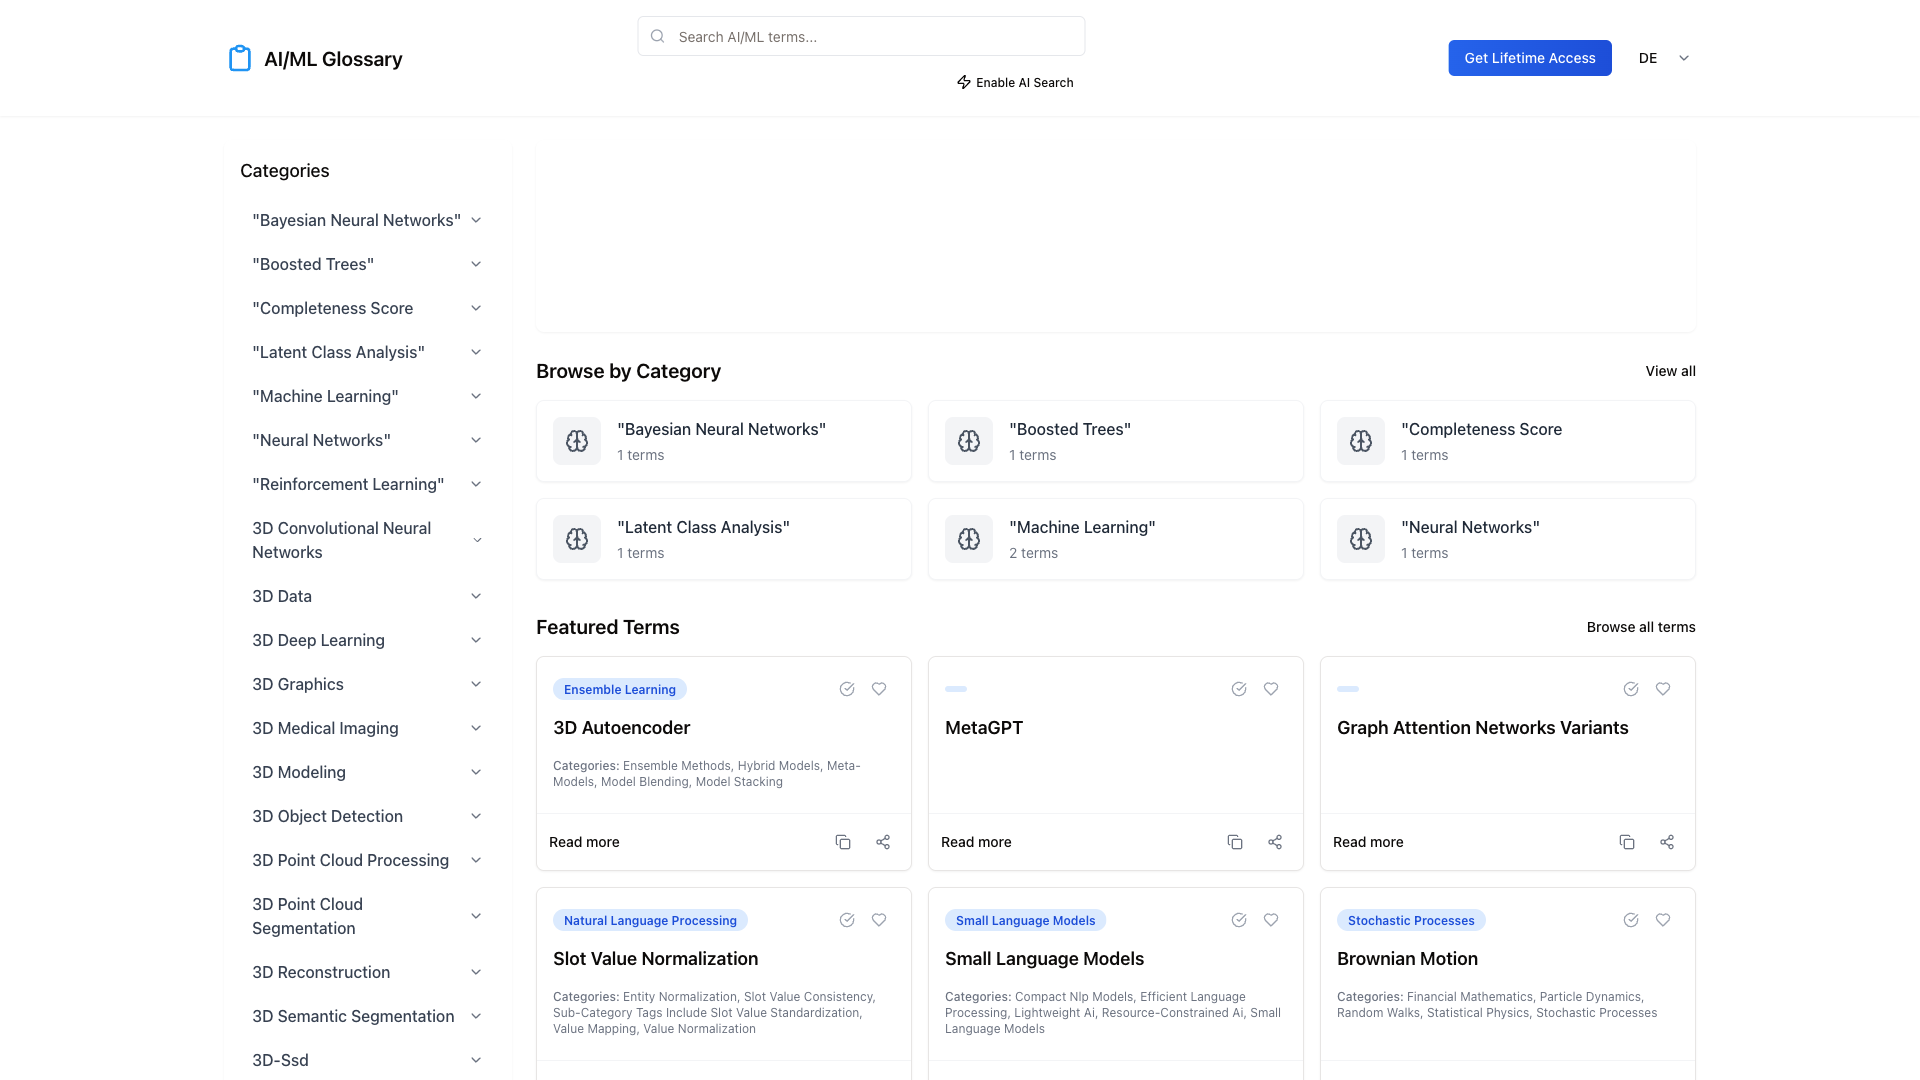 AI/ML Glossary
Search AI/ML terms...
Enable AI Search
Get Lifetime Access
DE
Categories
"Bayesian Neural Networks"
"Boosted Trees"
"Completeness Score
"Latent Class Analysis"
"Machine Learning"
"Neural Networks"
"Reinforcement Learning"
3D Convolutional Neural
Networks
3D Data
3D Deep Learning
3D Graphics
3D Medical Imaging
3D Modeling
3D Object Detection
3D Point Cloud Processing
3D Point Cloud
Segmentation
3D Reconstruction
3D Semantic Segmentation
3D-Ssd
Browse by Category
View all
"Bayesian Neural Networks"
1 terms
"Boosted Trees"
1 terms
"Completeness Score
1 terms
"Latent Class Analysis"
1 terms
"Machine Learning"
2 terms
"Neural Networks"
1 terms
Featured Terms
Browse all terms
Ensemble Learning
3D Autoencoder
Categories: Ensemble Methods, Hybrid Models, Meta-
Models, Model Blending, Model Stacking
Read more
MetaGPT
Read more
Graph Attention Networks Variants
Read more
Natural Language Processing
Slot Value Normalization
Categories: Entity Normalization, Slot Value Consistency,
Sub-Category Tags Include Slot Value Standardization,
Value Mapping, Value Normalization
Small Language Models
Small Language Models
Categories: Compact Nlp Models, Efficient Language
Processing, Lightweight Ai, Resource-Constrained Ai, Small
Language Models
Stochastic Processes
Brownian Motion
Categories: Financial Mathematics, Particle Dynamics,
Random Walks, Statistical Physics, Stochastic Processes